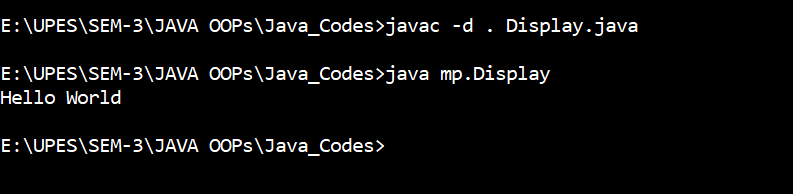 E:\UPES\SEM-3\JAVA OOPs\Java_Codes>javac -d . Display.java
E:\UPES\SEM-3\JAVA OOPs\Java_Codes>java mp.Display
Hello World
E:\UPES\SEM-3\JAVA OOPs\Java_Codes>